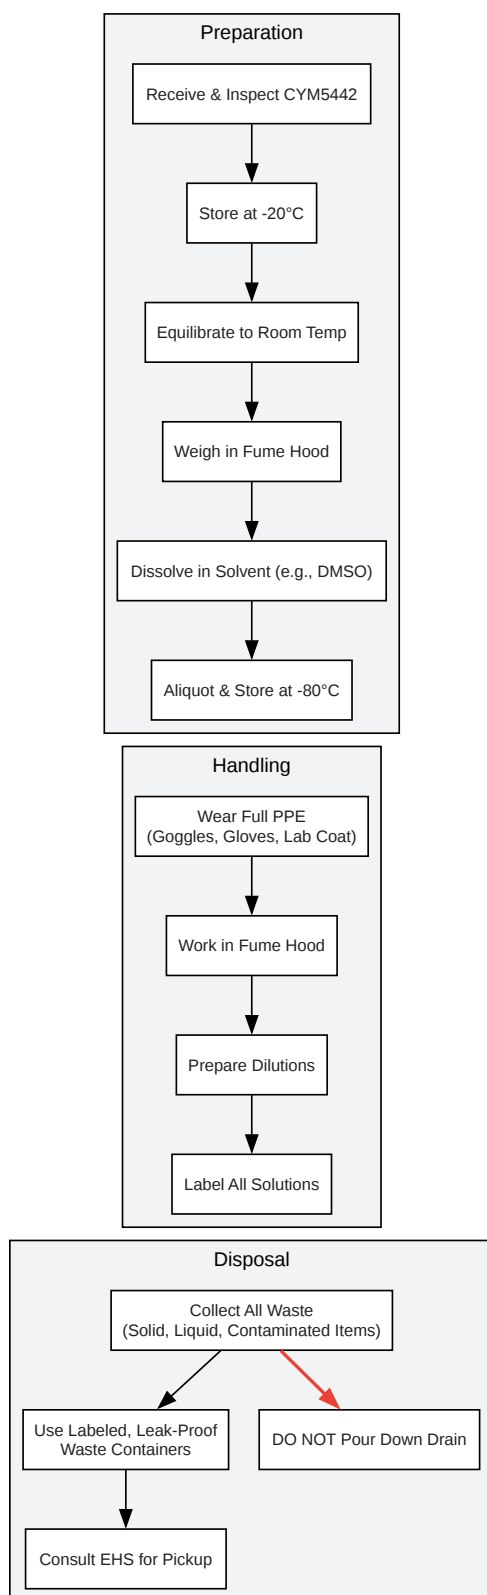 Preparation
Receive & Inspect CYM5442
Store at -20°C
Equilibrate to Room Temp
Weigh in Fume Hood
Dissolve in Solvent (e.g., DMSO)
Aliquot & Store at -80°C
Handling
Wear Full PPE
(Goggles, Gloves, Lab Coat)
Work in Fume Hood
Prepare Dilutions
Label All Solutions
Disposal
Collect All Waste
(Solid, Liquid, Contaminated Items)
Use Labeled, Leak-Proof
Waste Containers
DO NOT Pour Down Drain
Consult EHS for Pickup